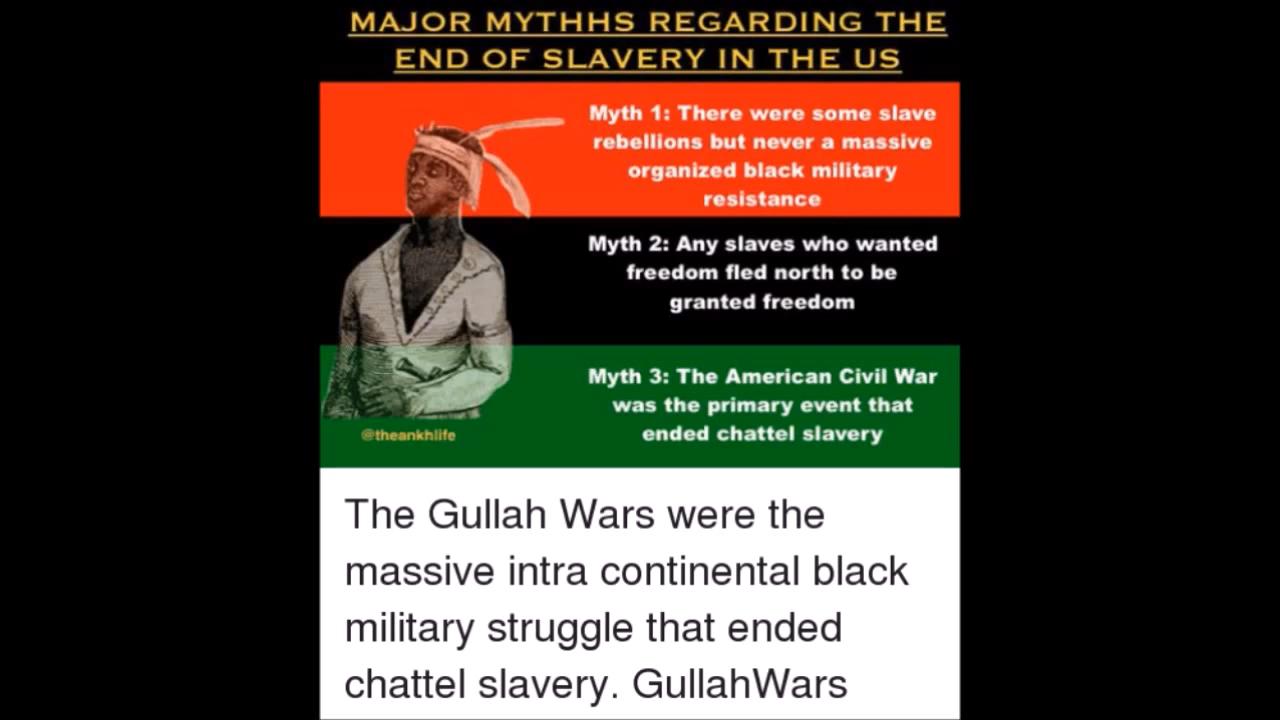 MAJOR MYTHHS REGARDING THE
END OF SLAVERY IN THE US
Myth 1: There were some slave
rebellions but never a massive
organized black military
resistance
Myth 2: Any slaves who wanted
freedom fled north to be
granted freedom
Myth 3: The American Civil War
was the primary event that
ended chattel slavery
@theankhlife
The Gullah Wars were the
massive intra continental black
military struggle that ended
chattel slavery. GullahWars